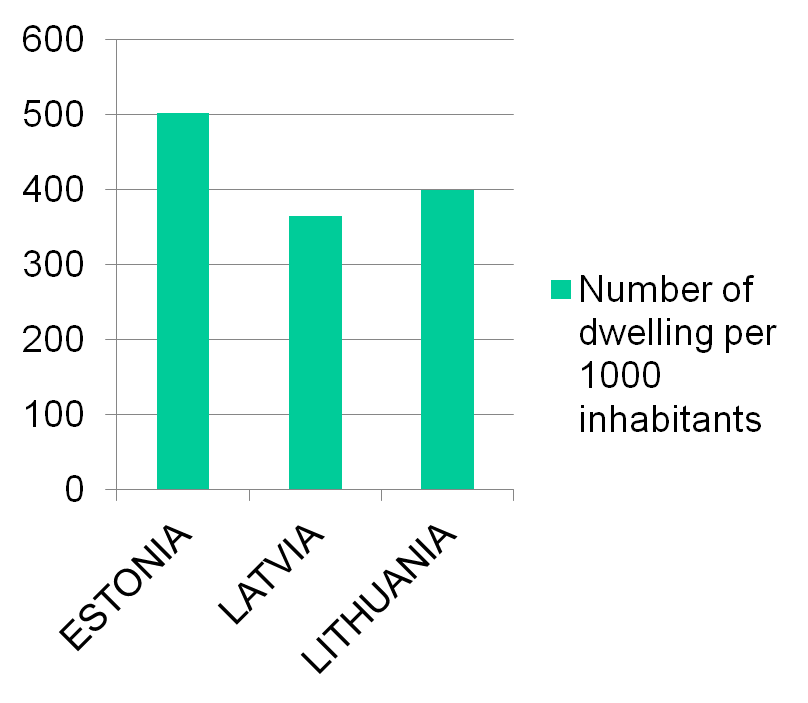 600
500
400
300
200
100
0
ESTONIA
LATVIA
LITHUANIA
Number of
dwelling per
1000
inhabitants